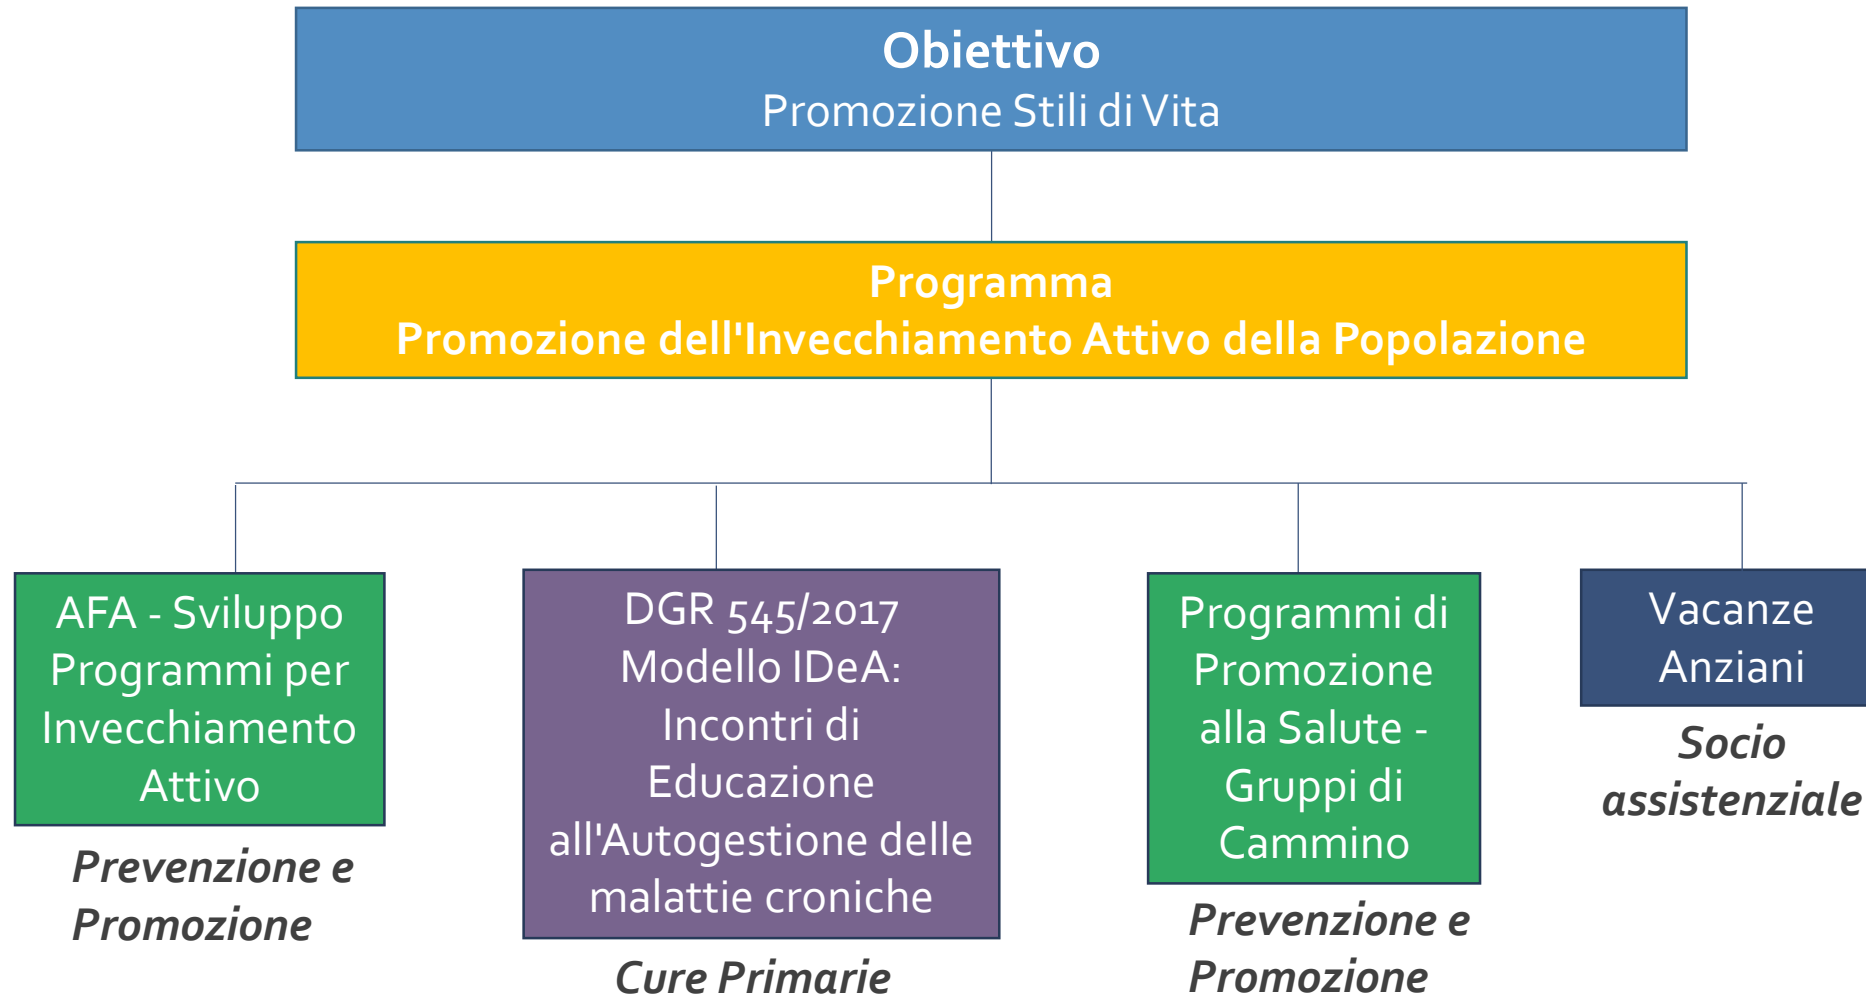 Obiettivo
Promozione Stili di Vita
Programma
Promozione dell'Invecchiamento Attivo della Popolazione
AFA - Sviluppo
Programmi per
Invecchiamento
Attivo
Prevenzione e
Promozione
DGR 545/2017
Modello IDeA:
Incontri di
Educazione
all'Autogestione delle
malattie croniche
Cure Primarie
Programmi di
Promozione
alla Salute -
Gruppi di
Cammino
Prevenzione e
Promozione
Vacanze
Anziani
Socio
assistenziale